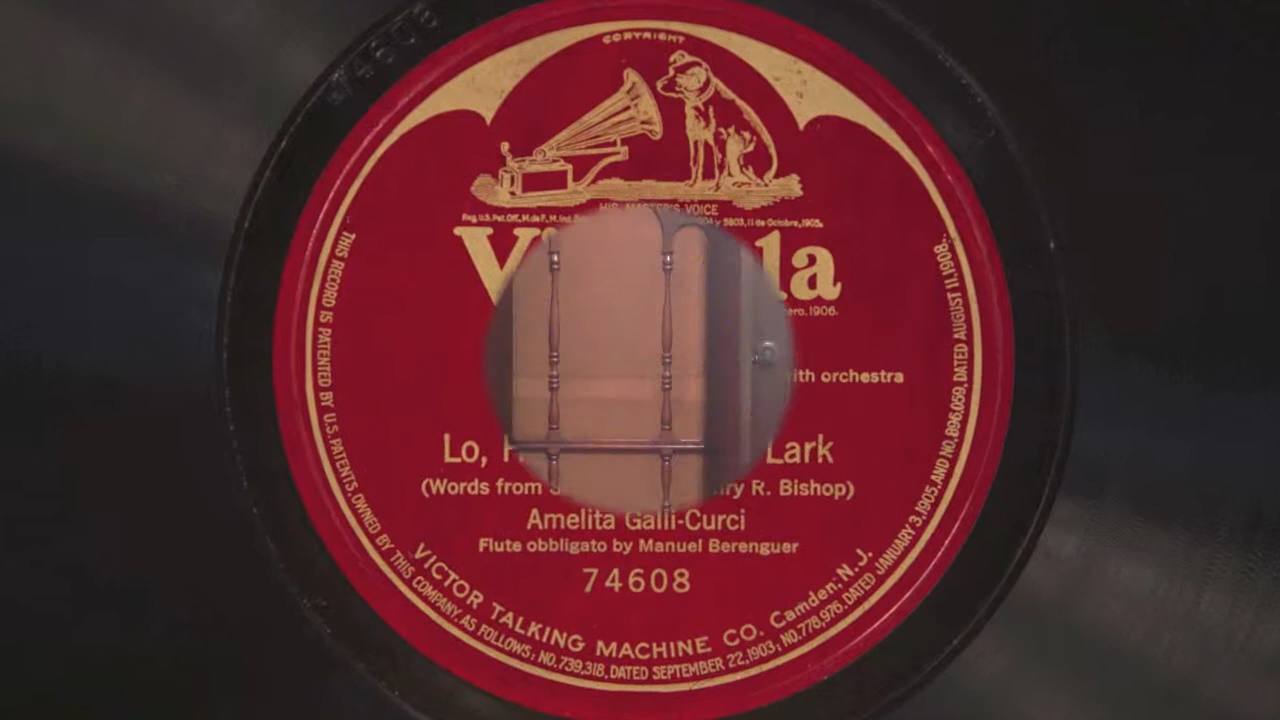 COPYRIGHT
HIS MASTER'S VOICE
Reg. U.S. Pat. Off. M. de F. M. Ind. 5803, 11 de Octubre, 1905.
la
ero. 1906.
ith orchestra
Lo, Lark
(Words from ry R. Bishop)
Amelita Galli-Curci
Flute obbligato by Manuel Berenguer
74608
VICTOR TALKING MACHINE CO. Camden, N.J.
THIS RECORD IS PATENTED BY U.S. PATENTS, OWNED BY THIS COMPANY, AS FOLLOWS; NO. 739,318, DATED SEPTEMBER 22, 1903; NO. 778,976, DATED JANUARY 3, 1905, AND NO. 896,059, DATED AUGUST 11, 1908.